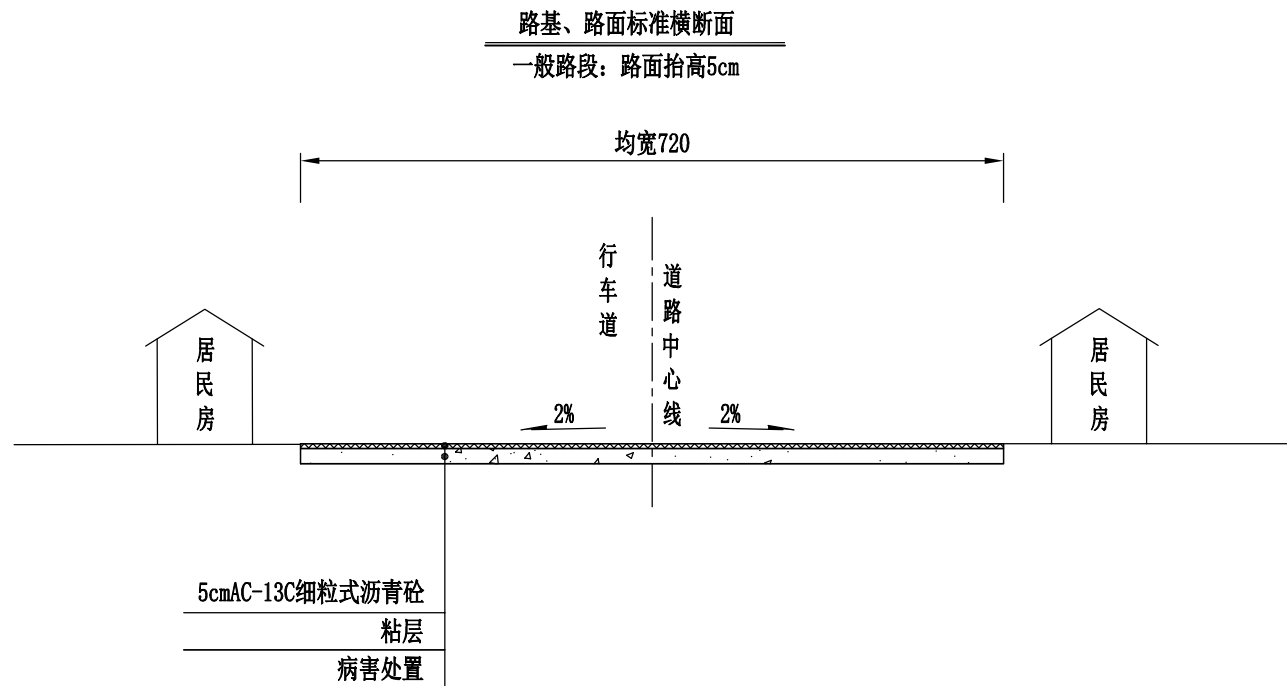 路基、路面标准横断面
一般路段：路面抬高5cm
均宽720
行车道
道路中心线
居民房
居民房
2%
2%
5cmAC-13C细粒式沥青砼
粘层
病害处置